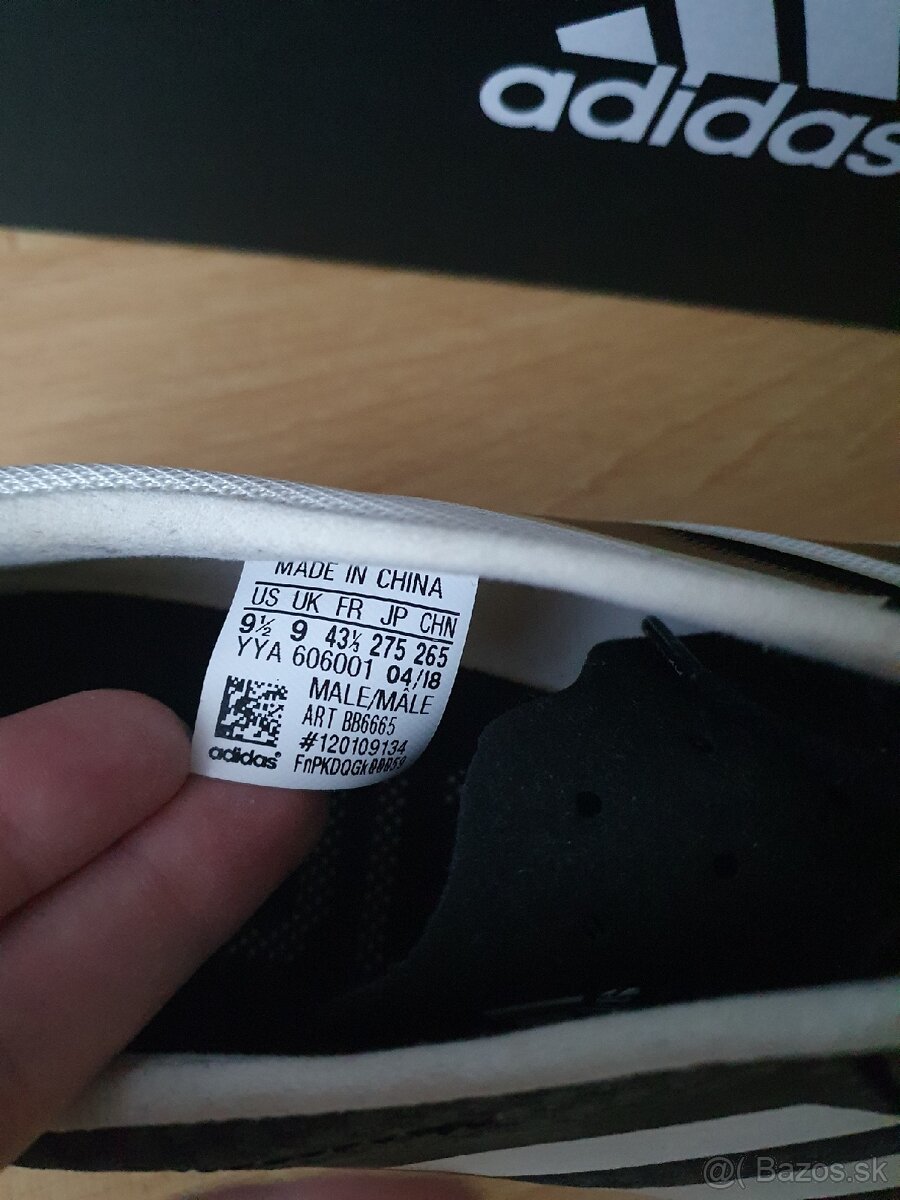 adidas
MADE IN CHINA
US UK FR JP CHN
9½ 9 43⅓ 275 265
YYA 606001 04/18
MALE/MÂLE
ART BB6665
#120109134
adidas®
@( Bazos.sk